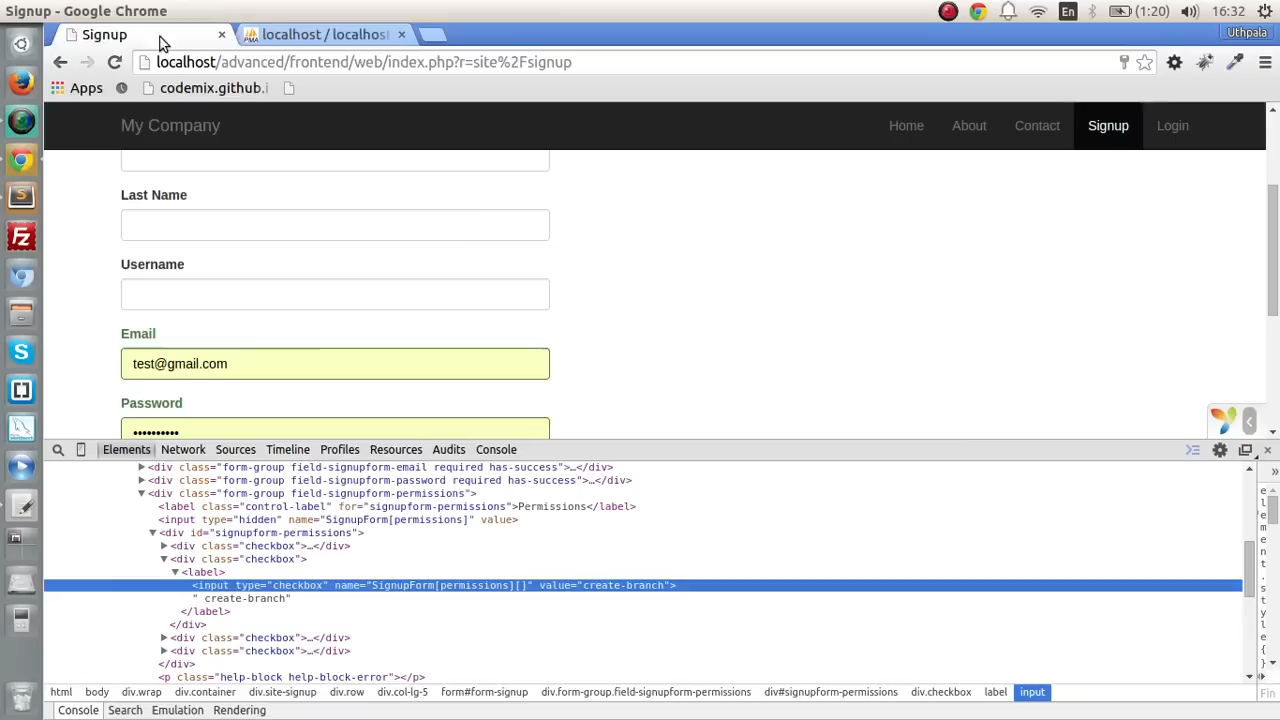 Signup - Google Chrome
En
(1:20)
16:32
Signup
localhost / localhost
Uthpala
localhost/advanced/frontend/web/index.php?r=site%2Fsignup
Apps
codemix.github.i
My Company
Home
About
Contact
Signup
Login
Last Name
Username
Email
test@gmail.com
Password
••••••••••
Elements Network Sources Timeline Profiles Resources Audits Console
<div class="form-group field-signupform-email required has-success">…</div>
<div class="form-group field-signupform-password required has-success">…</div>
<div class="form-group field-signupform-permissions">
<label class="control-label" for="signupform-permissions">Permissions</label>
<input type="hidden" name="SignupForm[permissions]" value>
<div id="signupform-permissions">
<div class="checkbox">…</div>
<div class="checkbox">
<label>
<input type="checkbox" name="SignupForm[permissions][]" value="create-branch">
" create-branch"
</label>
</div>
<div class="checkbox">…</div>
<div class="checkbox">…</div>
</div>
<p class="help-block help-block-error"></p>
html body div.wrap div.container div.site-signup div.row div.col-lg-5 form#form-signup div.form-group.field-signupform-permissions div#signupform-permissions div.checkbox label input
Fin
Console Search Emulation Rendering